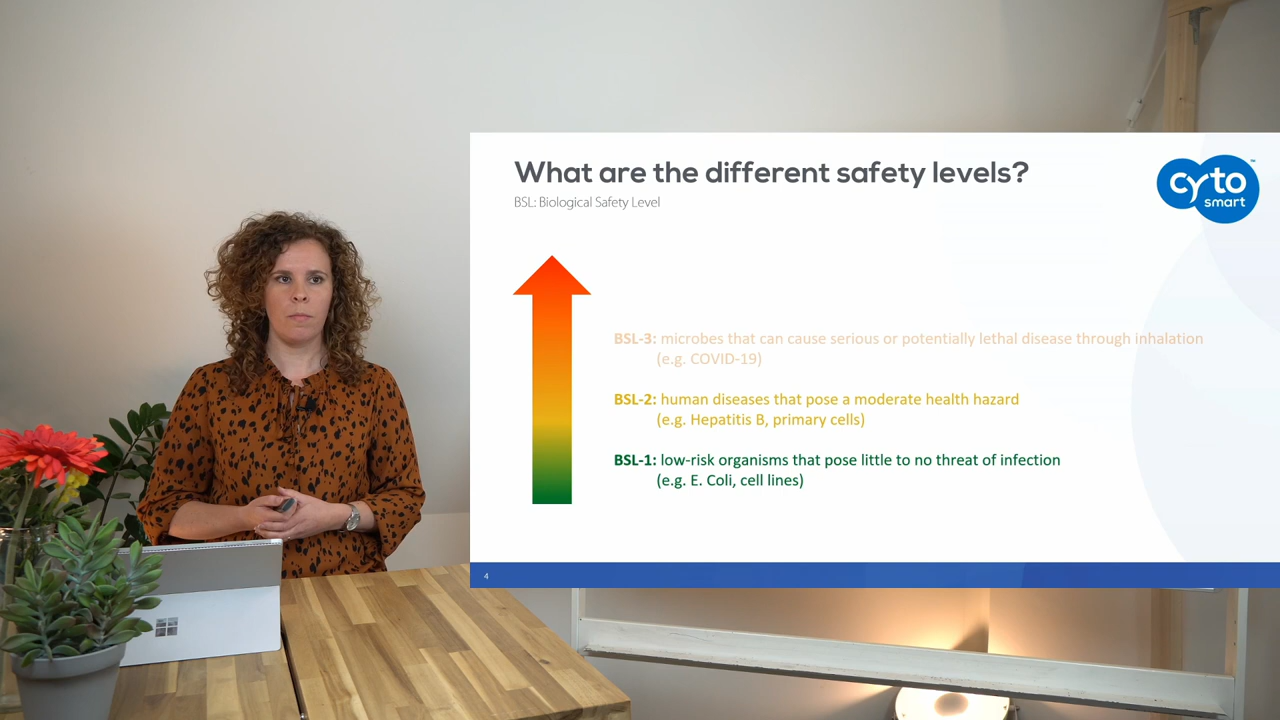 What are the different safety levels?
BSL: Biological Safety Level
cyto
smart
™
BSL-3: microbes that can cause serious or potentially lethal disease through inhalation
(e.g. COVID-19)
BSL-2: human diseases that pose a moderate health hazard
(e.g. Hepatitis B, primary cells)
BSL-1: low-risk organisms that pose little to no threat of infection
(e.g. E. Coli, cell lines)
4